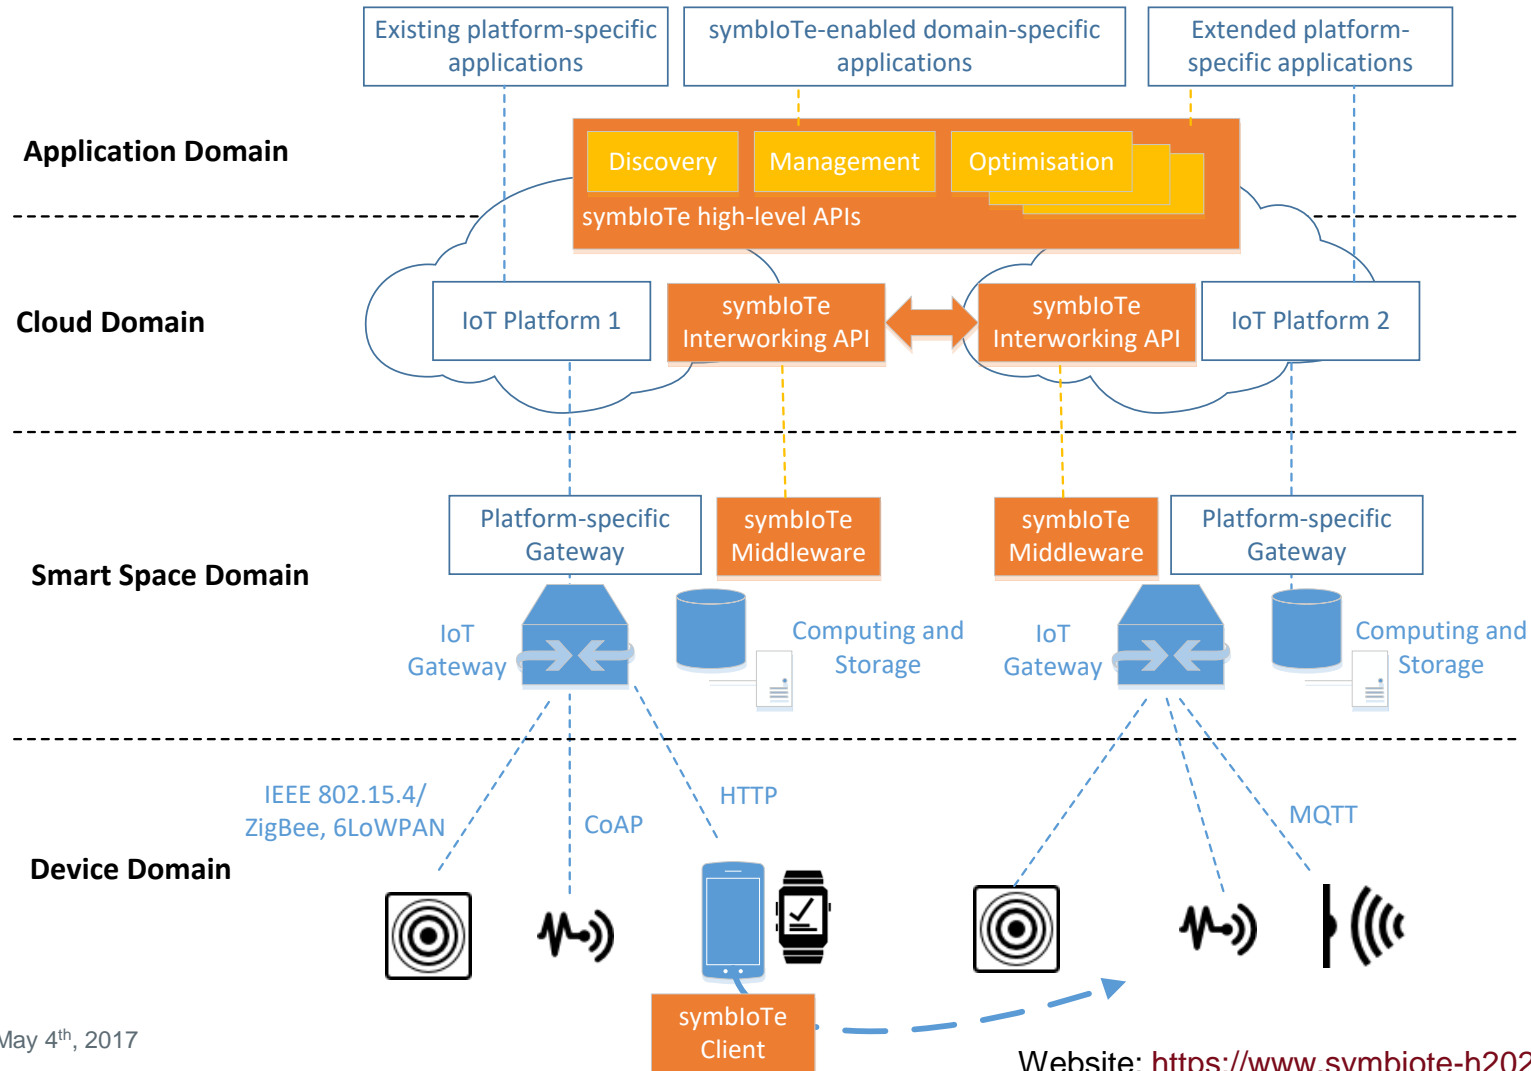 Existing platform-specific
applications
symbIoTe-enabled domain-specific
applications
Extended platform-
specific applications
Application Domain
Discovery
Management
Optimisation
symbIoTe high-level APIs
Cloud Domain
IoT Platform 1
symbIoTe
Interworking API
symbIoTe
Interworking API
IoT Platform 2
Smart Space Domain
Platform-specific
Gateway
symbIoTe
Middleware
symbIoTe
Middleware
Platform-specific
Gateway
IoT
Gateway
Computing and
Storage
IoT
Gateway
Computing and
Storage
Device Domain
IEEE 802.15.4/
ZigBee, 6LoWPAN
CoAP
HTTP
MQTT
symbIoTe
Client
May 4th, 2017
Website: https://www.symbiote-h202